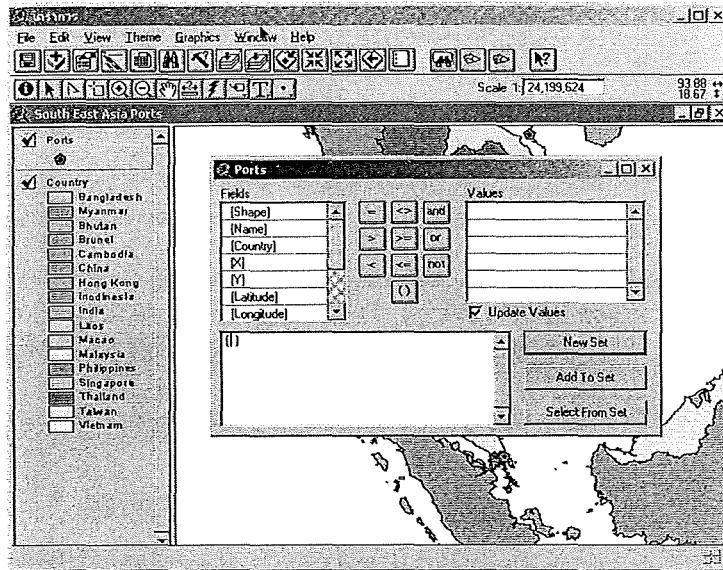 File Edit View Theme Graphics Window Help
Scale 1: 24,199,624
93.88
18.67
South East Asia Ports
Ports
Country
Bangladesh
Myanmar
Bhutan
Brunei
Cambodia
China
Hong Kong
Inodinesia
India
Laos
Macao
Malaysia
Philippines
Singapore
Thailand
Taiwan
Vietnam
Ports
Fields
[Shape]
[Name]
[Country]
[X]
[Y]
[Latitude]
[Longitude]
= <> and
> >= or
< <= not
()
Values
Update Values
( )
New Set
Add To Set
Select From Set